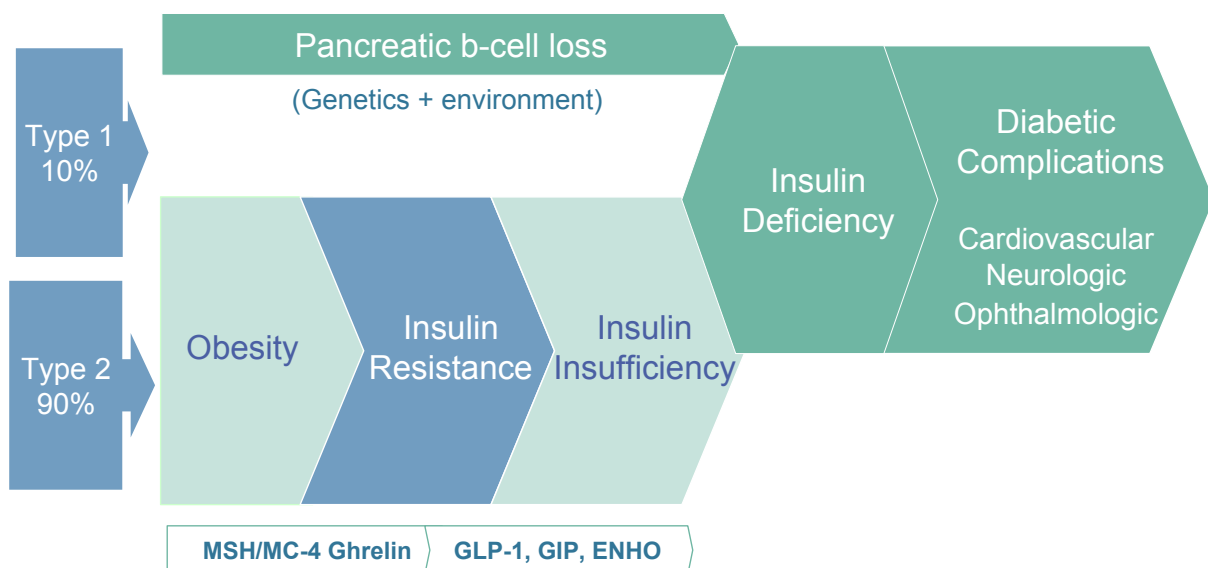 Pancreatic b-cell loss
(Genetics + environment)
Type 1
10%
Type 2
90%
Obesity
Insulin
Resistance
Insulin
Insufficiency
Insulin
Deficiency
Diabetic
Complications
Cardiovascular
Neurologic
Ophthalmologic
MSH/MC-4 Ghrelin
GLP-1, GIP, ENHO